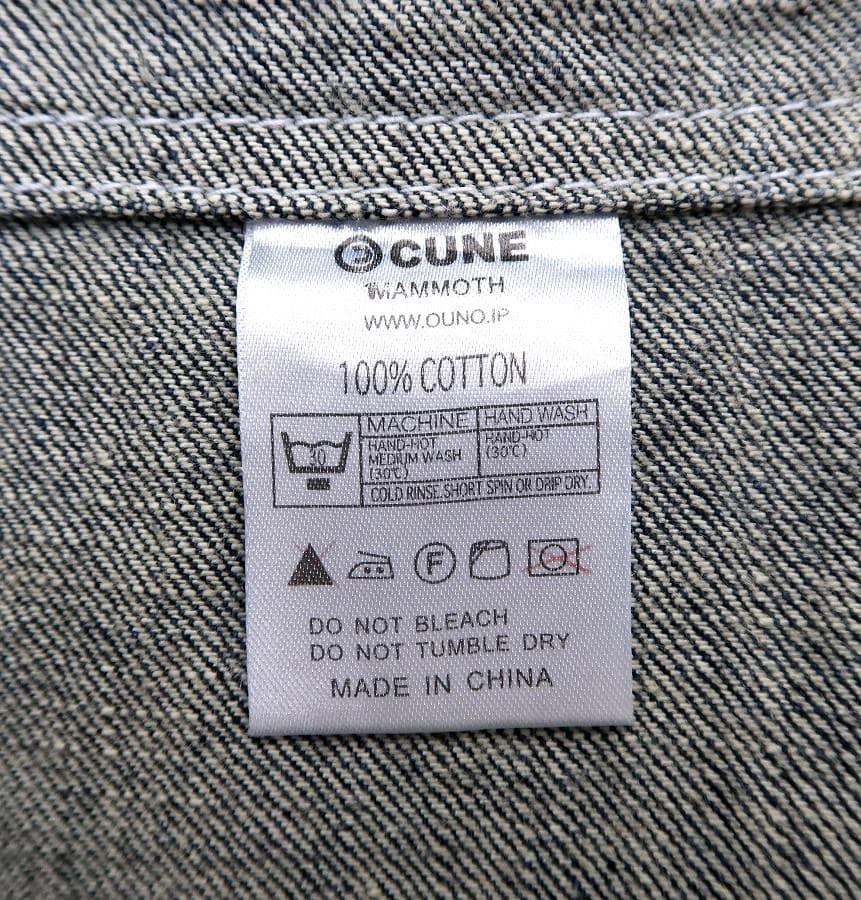 CUNE
MAMMOTH
WWW.OUNO.JP
100% COTTON
30
MACHINE HAND WASH
HAND-HOT HAND-HOT
MEDIUM WASH (30℃)
(30℃)
COLD RINSE.SHORT SPIN OR DRIP DRY.
F
DO NOT BLEACH
DO NOT TUMBLE DRY
MADE IN CHINA